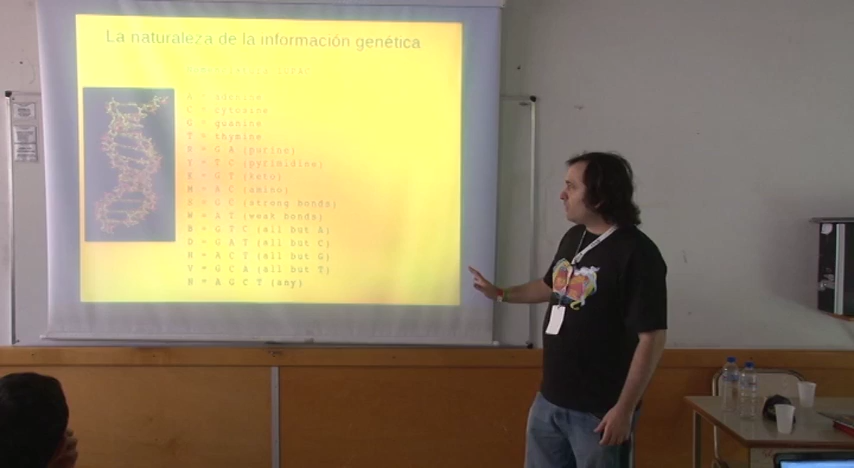 La naturaleza de la información genética
A = adenine
C = cytosine
G = guanine
T = thymine
R = G A (purine)
Y = T C (pyrimidine)
K = G T (keto)
M = A C (amino)
S = G C (strong bonds)
W = A T (weak bonds)
B = G T C (all but A)
D = G A T (all but C)
H = A C T (all but G)
V = G C A (all but T)
N = A G C T (any)